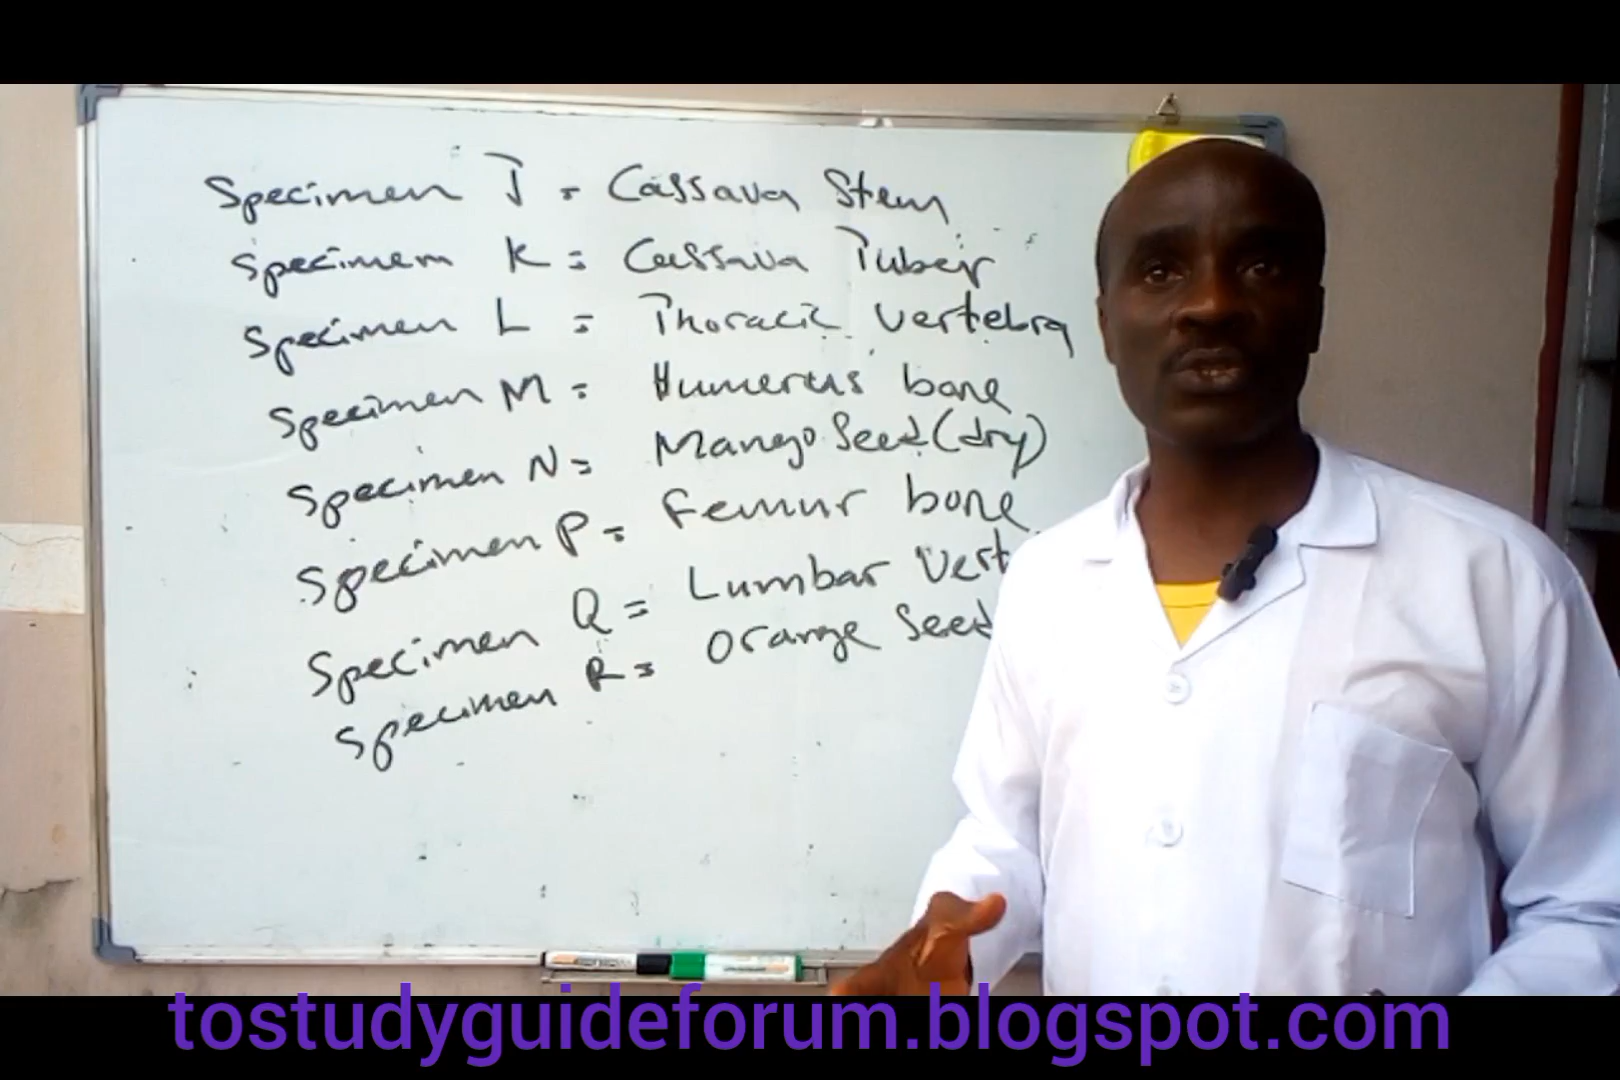 Specimen J = Cassava Stem
Specimen K = Cassava Tuber
Specimen L = Thoracic Vertebra
Specimen M = Humerus bone
Specimen N = Mango Seed (dry)
Specimen P = Femur bone
Specimen Q = Lumbar Vert
Specimen R = Orange Seed
tostudyguideforum.blogspot.com